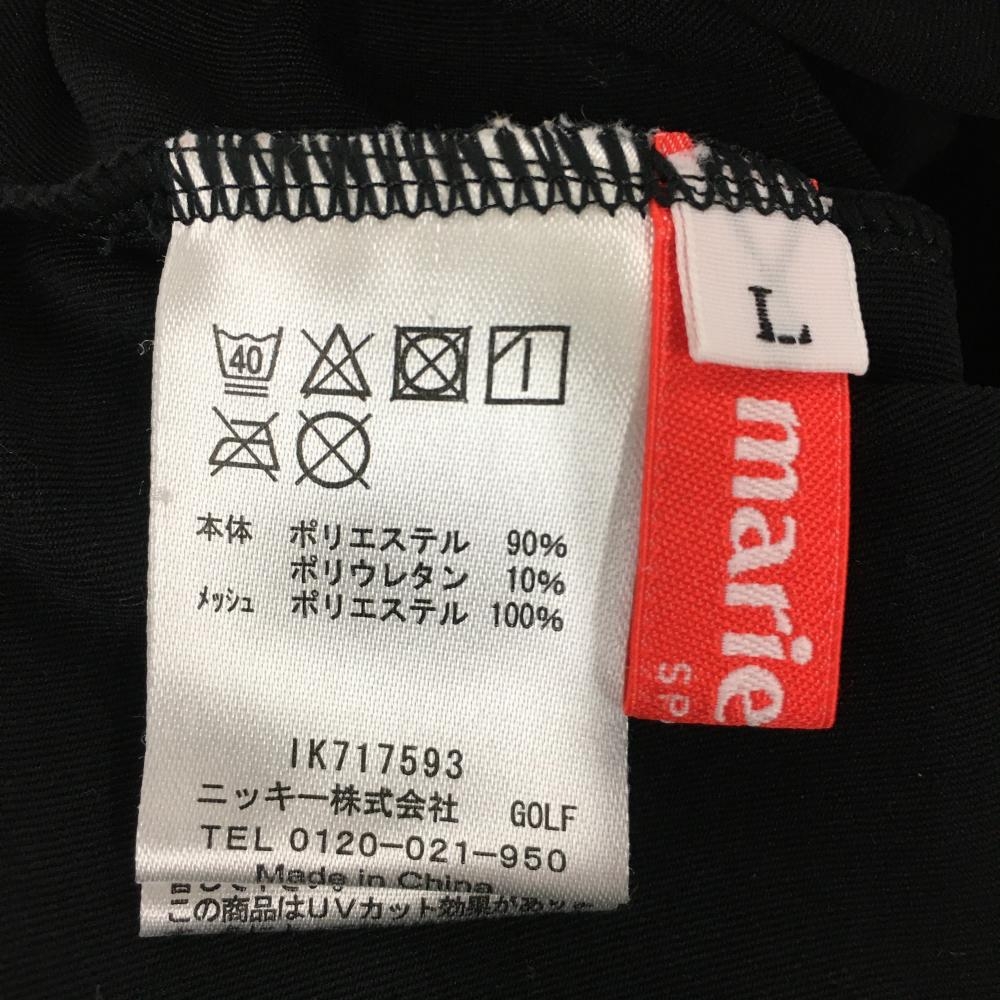 40
本体 ポリエステル 90%
ポリウレタン 10%
メッシュ ポリエステル 100%
IK717593
ニッキー株式会社 GOLF
TEL 0120-021-950
Made in China
この商品はUVカット効果があ
L
marie
SP